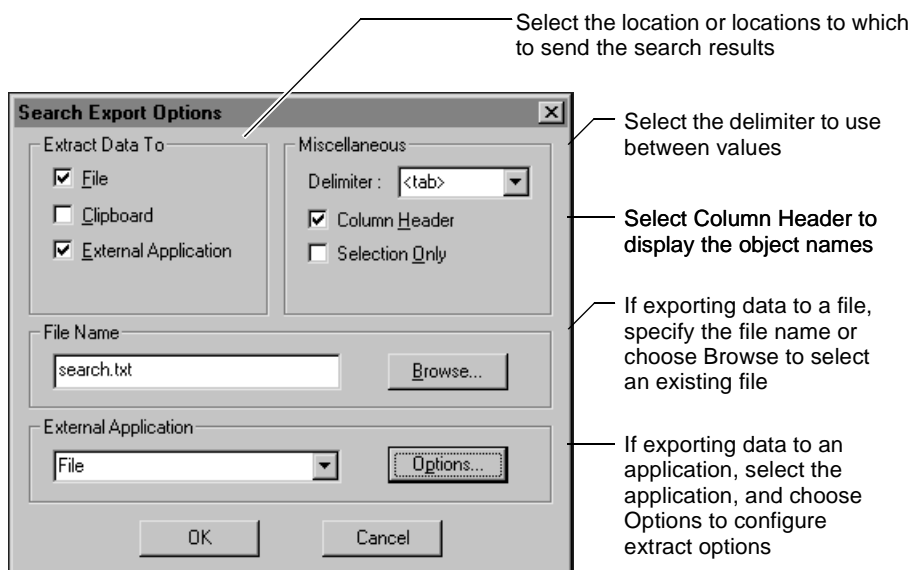 Select the location or locations to which
to send the search results
Search Export Options
Extract Data To
File
Clipboard
External Application
Miscellaneous
Delimiter : <tab>
Column Header
Selection Only
Select the delimiter to use
between values
Select Column Header to
display the object names
File Name
search.txt
Browse...
If exporting data to a file,
specify the file name or
choose Browse to select
an existing file
External Application
File
Options...
If exporting data to an
application, select the
application, and choose
Options to configure
extract options
OK
Cancel